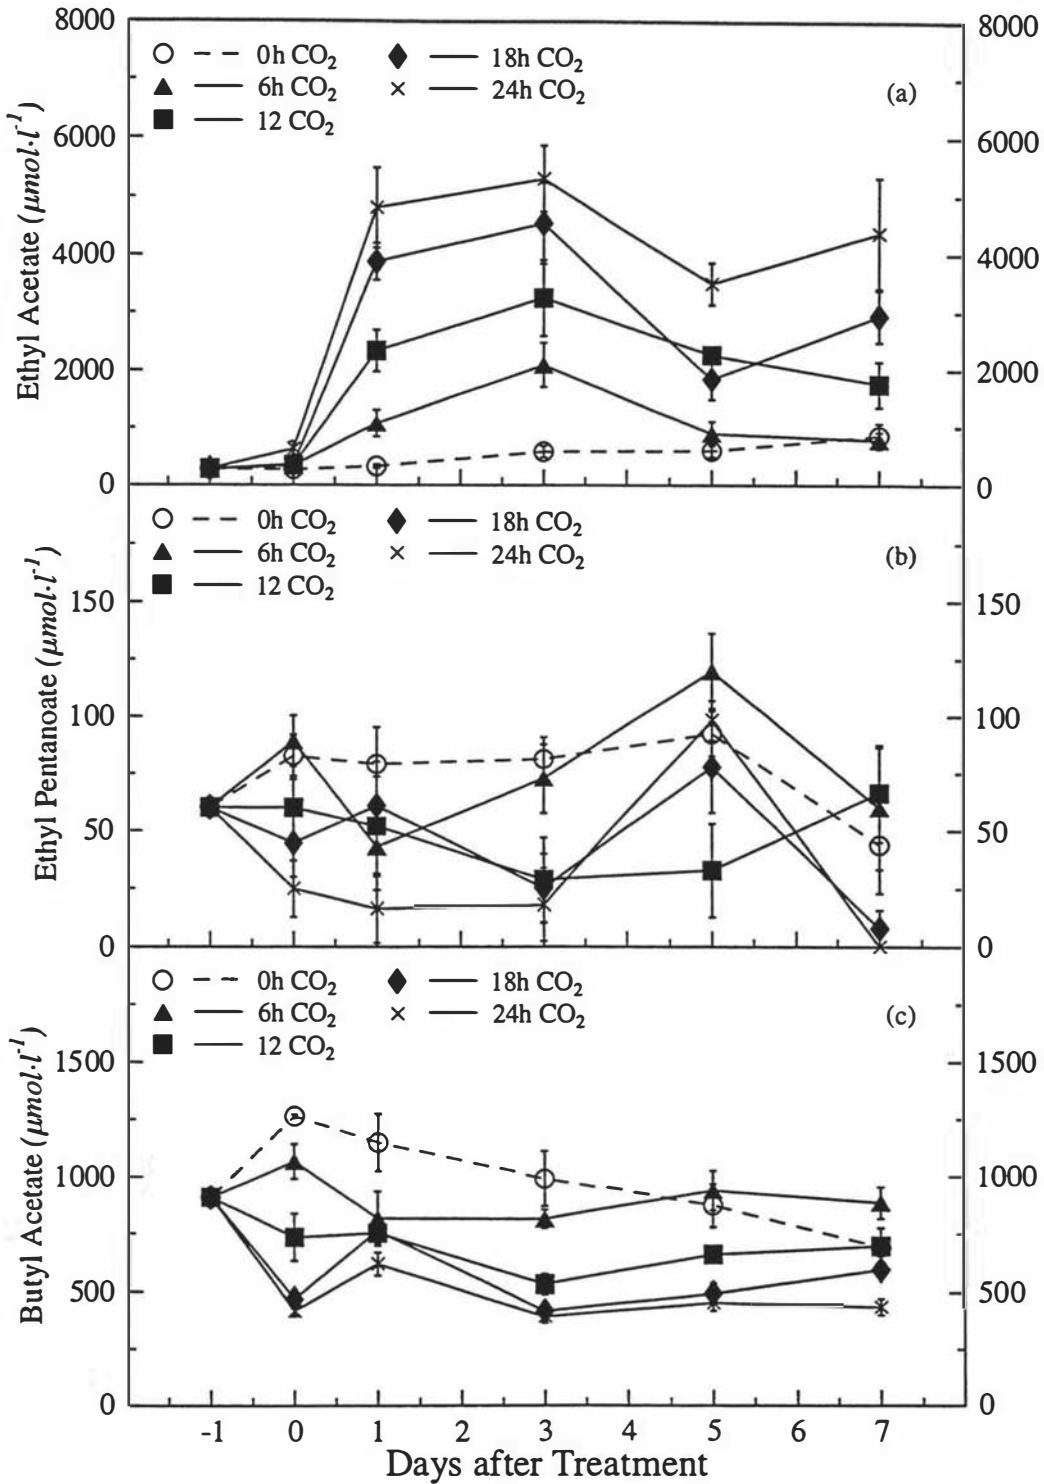 8000 8000
0h CO₂ 18h CO₂
6h CO₂ 24h CO₂ (a)
12 CO₂
6000 6000
4000 4000
2000 2000
0 0
Ethyl Acetate (µmol·l⁻¹)
0h CO₂ 18h CO₂
6h CO₂ 24h CO₂ (b)
12 CO₂
150 150
100 100
50 50
0 0
Ethyl Pentanoate (µmol·l⁻¹)
0h CO₂ 18h CO₂
6h CO₂ 24h CO₂ (c)
12 CO₂
1500 1500
1000 1000
500 500
0 0
Butyl Acetate (µmol·l⁻¹)
-1 0 1 2 3 4 5 6 7
Days after Treatment